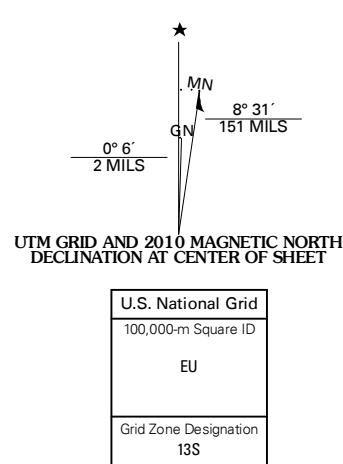 ★
MN
8° 31´
151 MILS
GN
0° 6´
2 MILS
UTM GRID AND 2010 MAGNETIC NORTH
DECLINATION AT CENTER OF SHEET
U.S. National Grid
100,000-m Square ID
EU
Grid Zone Designation
13S